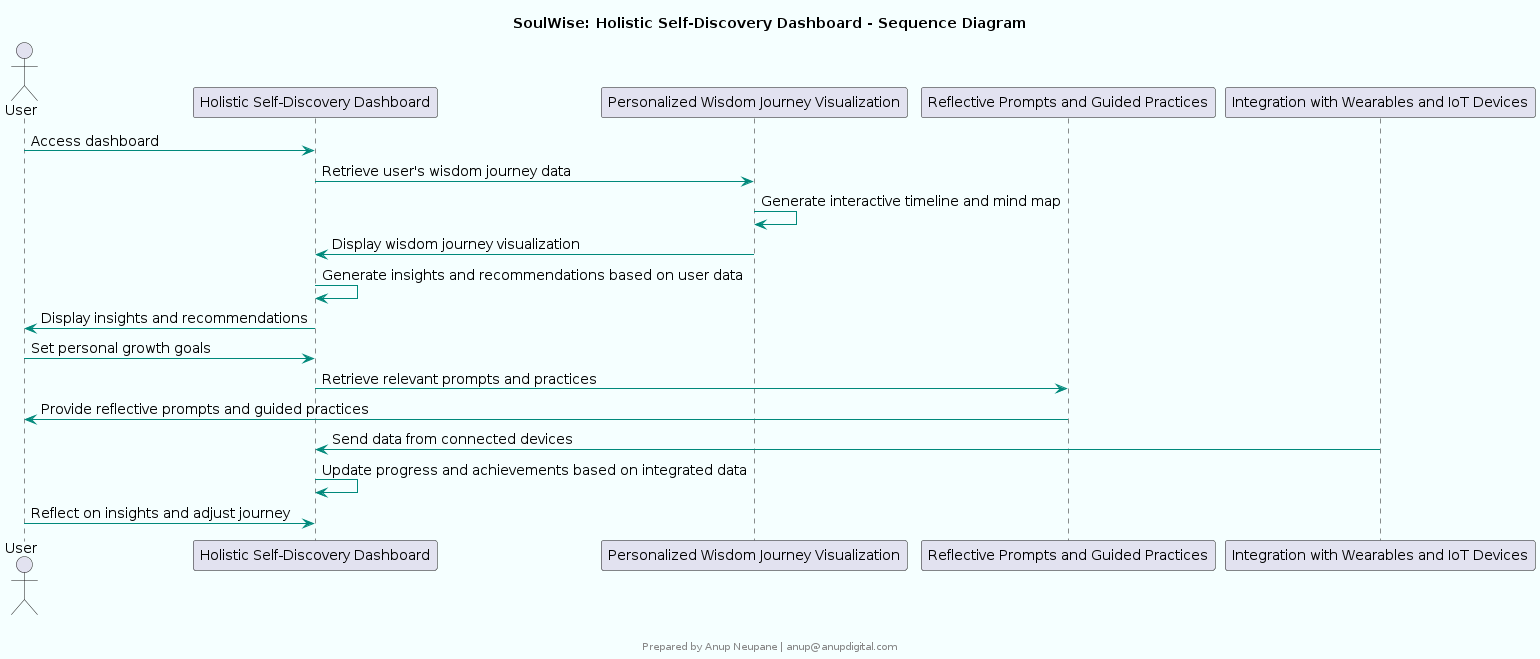 SoulWise: Holistic Self-Discovery Dashboard - Sequence Diagram
User
Holistic Self-Discovery Dashboard
Personalized Wisdom Journey Visualization
Reflective Prompts and Guided Practices
Integration with Wearables and IoT Devices
Access dashboard
Retrieve user's wisdom journey data
Generate interactive timeline and mind map
Display wisdom journey visualization
Generate insights and recommendations based on user data
Display insights and recommendations
Set personal growth goals
Retrieve relevant prompts and practices
Provide reflective prompts and guided practices
Send data from connected devices
Update progress and achievements based on integrated data
Reflect on insights and adjust journey
User
Holistic Self-Discovery Dashboard
Personalized Wisdom Journey Visualization
Reflective Prompts and Guided Practices
Integration with Wearables and IoT Devices
Prepared by Anup Neupane | anup@anupdigital.com